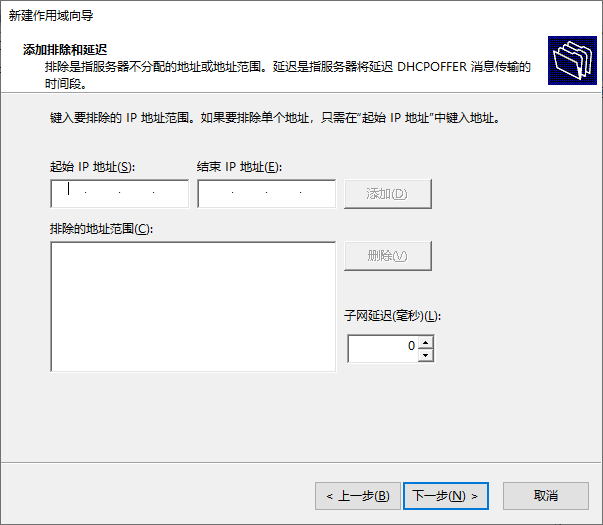 新建作用域向导
添加排除和延迟
排除是指服务器不分配的地址或地址范围。延迟是指服务器将延迟 DHCPOFFER 消息传输的
时间段。
键入要排除的 IP 地址范围。如果要排除单个地址，只需在“起始 IP 地址”中键入地址。
起始 IP 地址(S): 结束 IP 地址(E):
添加(D)
排除的地址范围(C):
删除(V)
子网延迟(毫秒)(L):
0
< 上一步(B) 下一步(N) > 取消